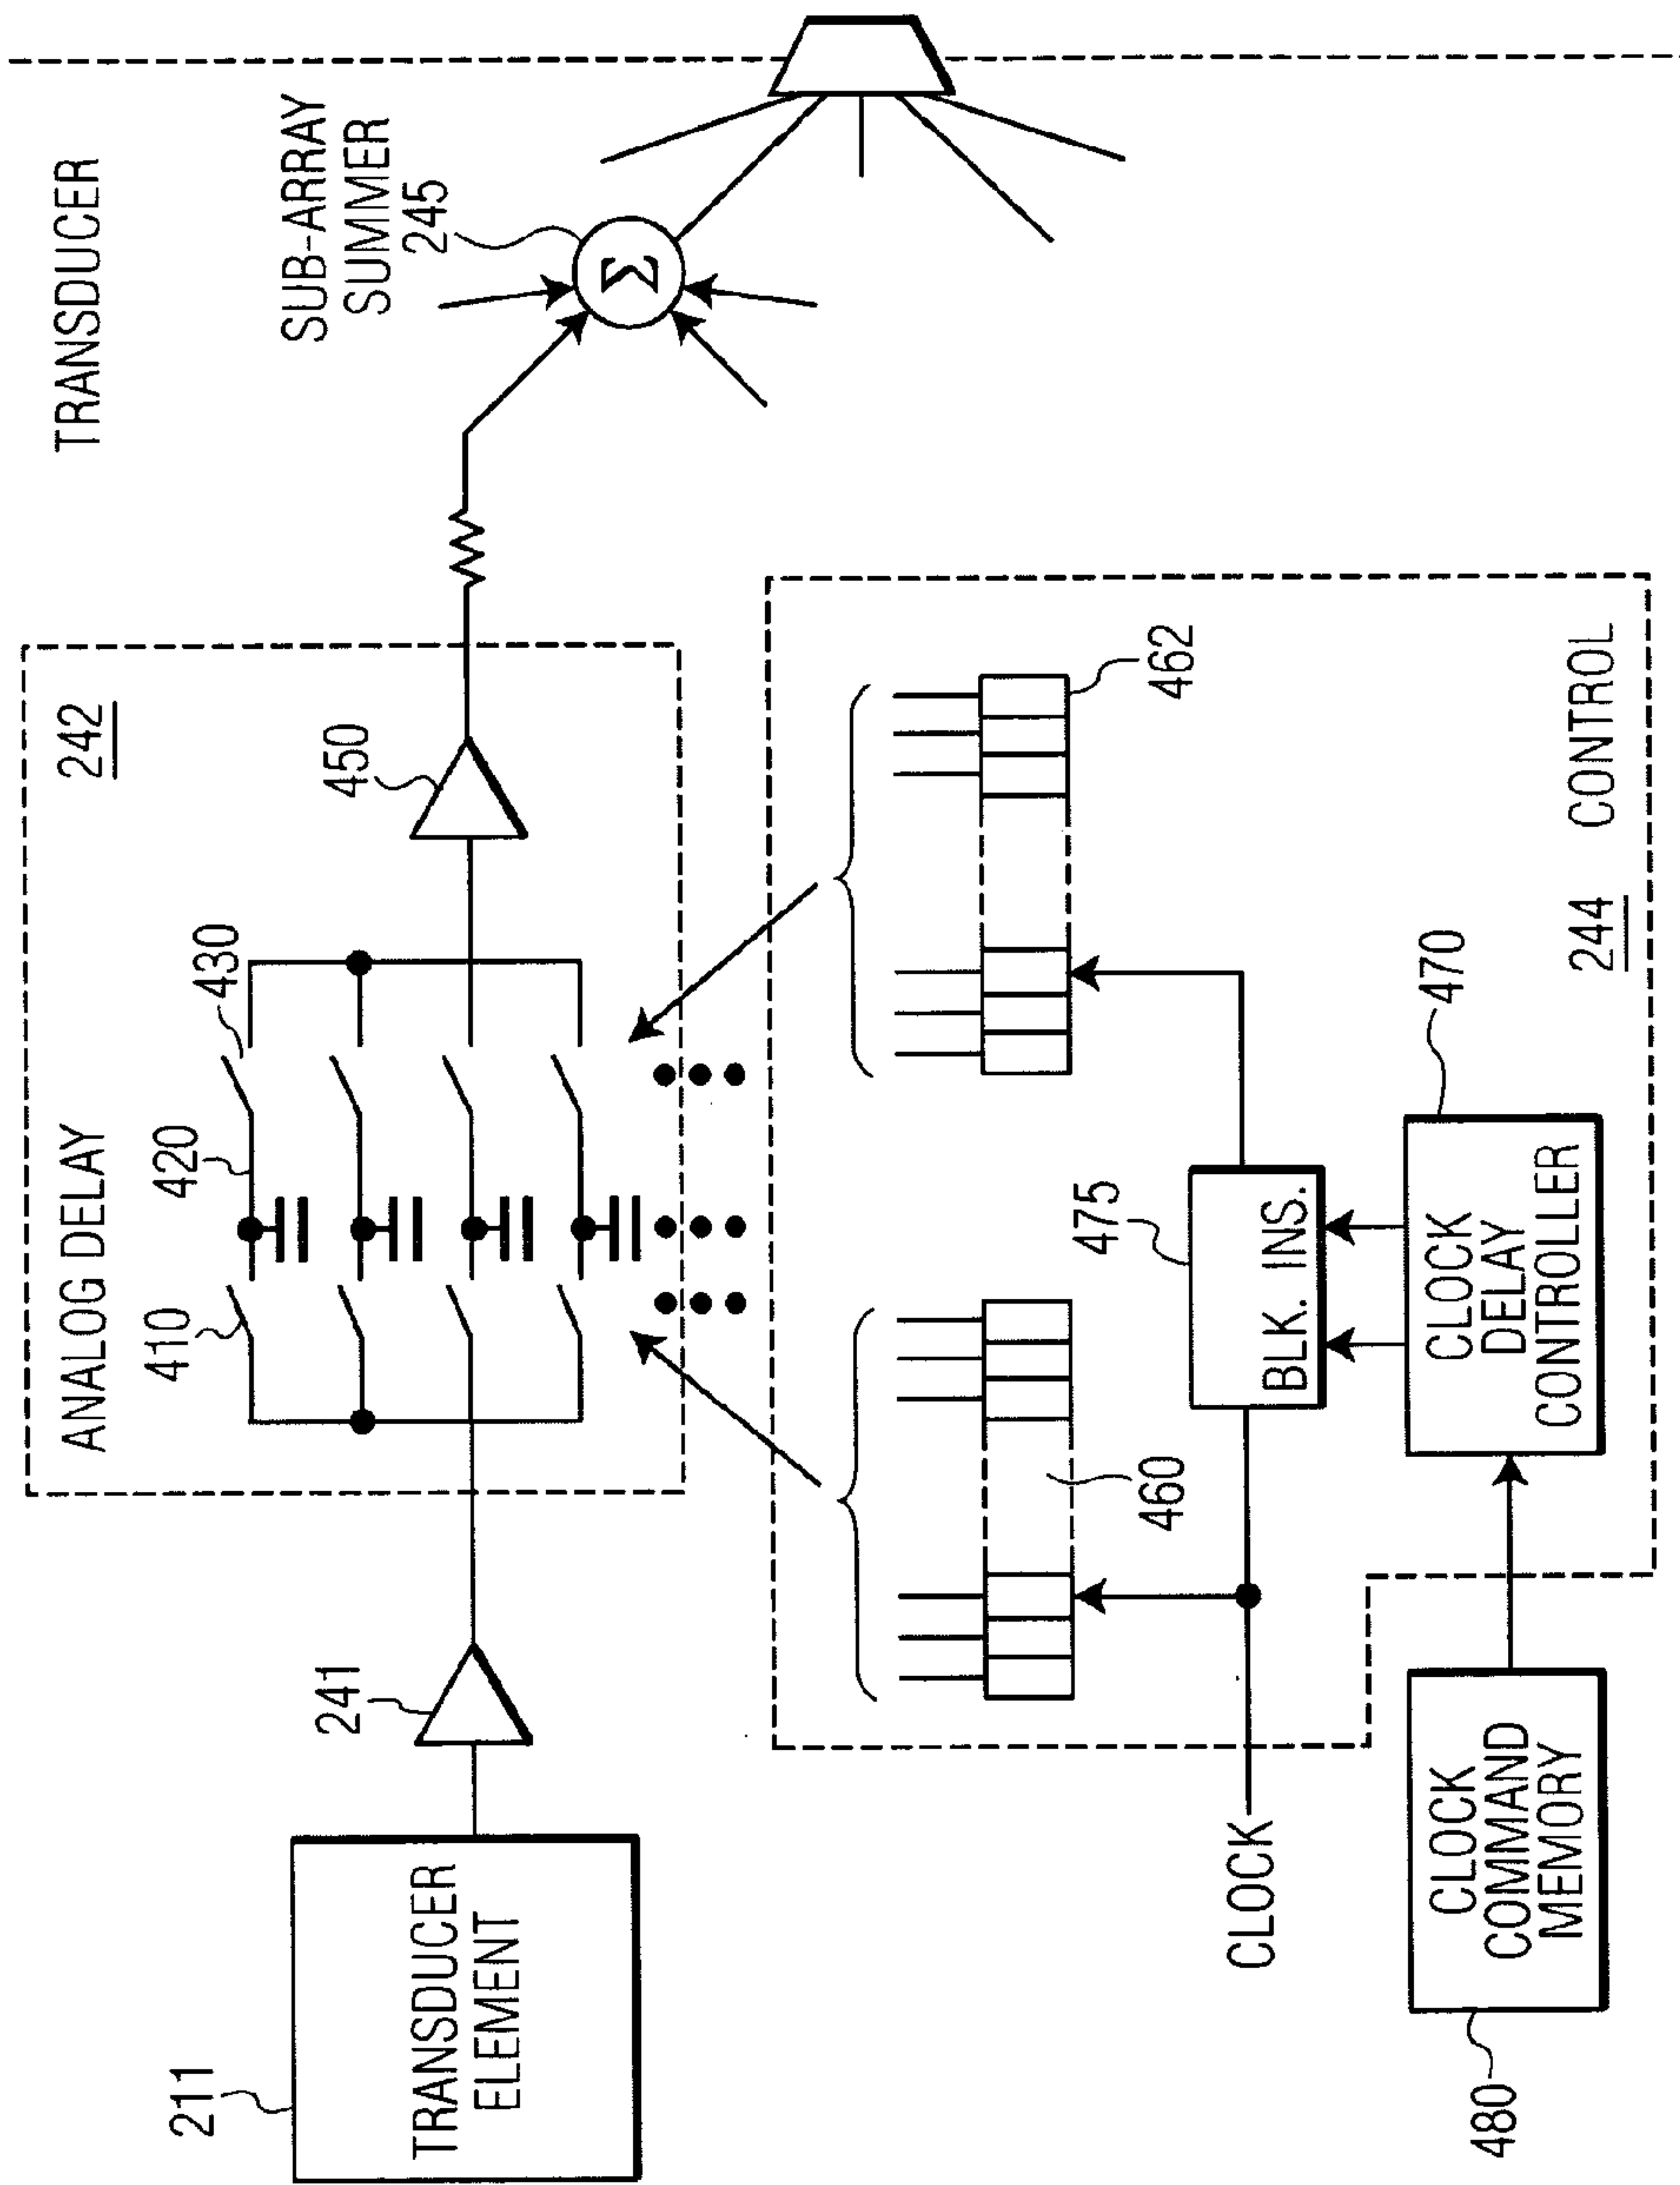 TRANSDUCER
SUB-ARRAY
SUMMER
245
Σ
ANALOG DELAY
242
410
420
430
450
211
TRANSDUCER
ELEMENT
241
460
462
CLOCK
475
BLK. INS.
470
CLOCK
DELAY
CONTROLLER
244 CONTROL
480
CLOCK
COMMAND
MEMORY